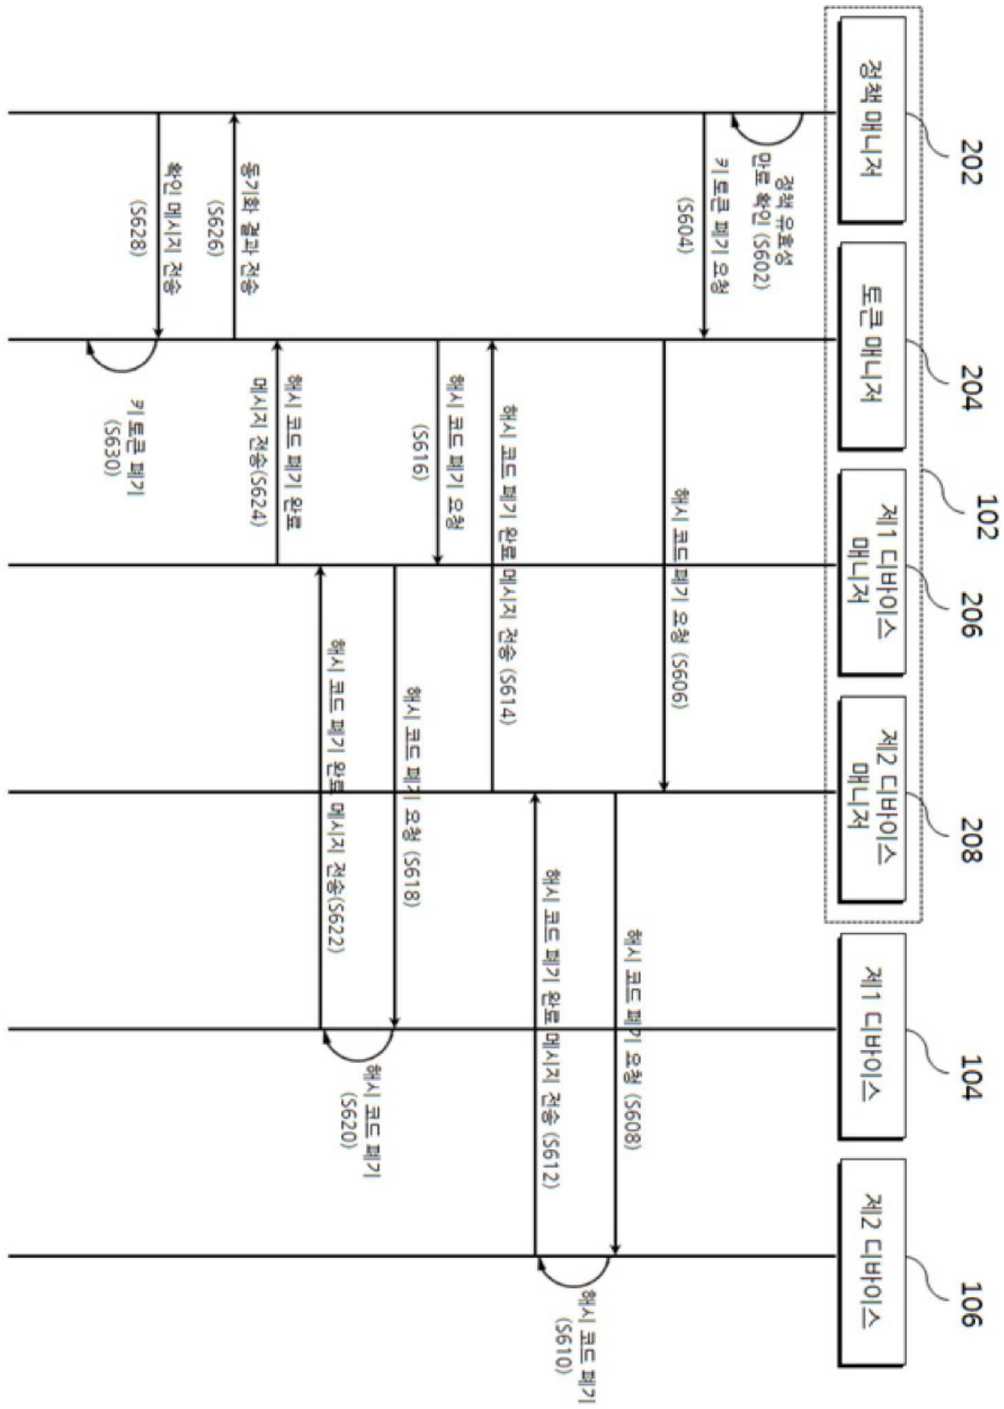 202
204
102
206
208
104
106
정책 매니저
토큰 매니저
제1 디바이스
매니저
제2 디바이스
매니저
제1 디바이스
제2 디바이스
정책 유효성
만료 확인 (S602)
키 토큰 폐기 요청
(S604)
해시 코드 폐기 요청 (S606)
해시 코드 폐기 요청 (S608)
해시 코드 폐기
(S610)
해시 코드 폐기 완료 메시지 전송 (S612)
해시 코드 폐기 완료 메시지 전송 (S614)
해시 코드 폐기 요청
(S616)
해시 코드 폐기 요청 (S618)
해시 코드 폐기
(S620)
해시 코드 폐기 완료 메시지 전송(S622)
해시 코드 폐기 완료
메시지 전송(S624)
동기화 결과 전송
(S626)
확인 메시지 전송
(S628)
키 토큰 폐기
(S630)